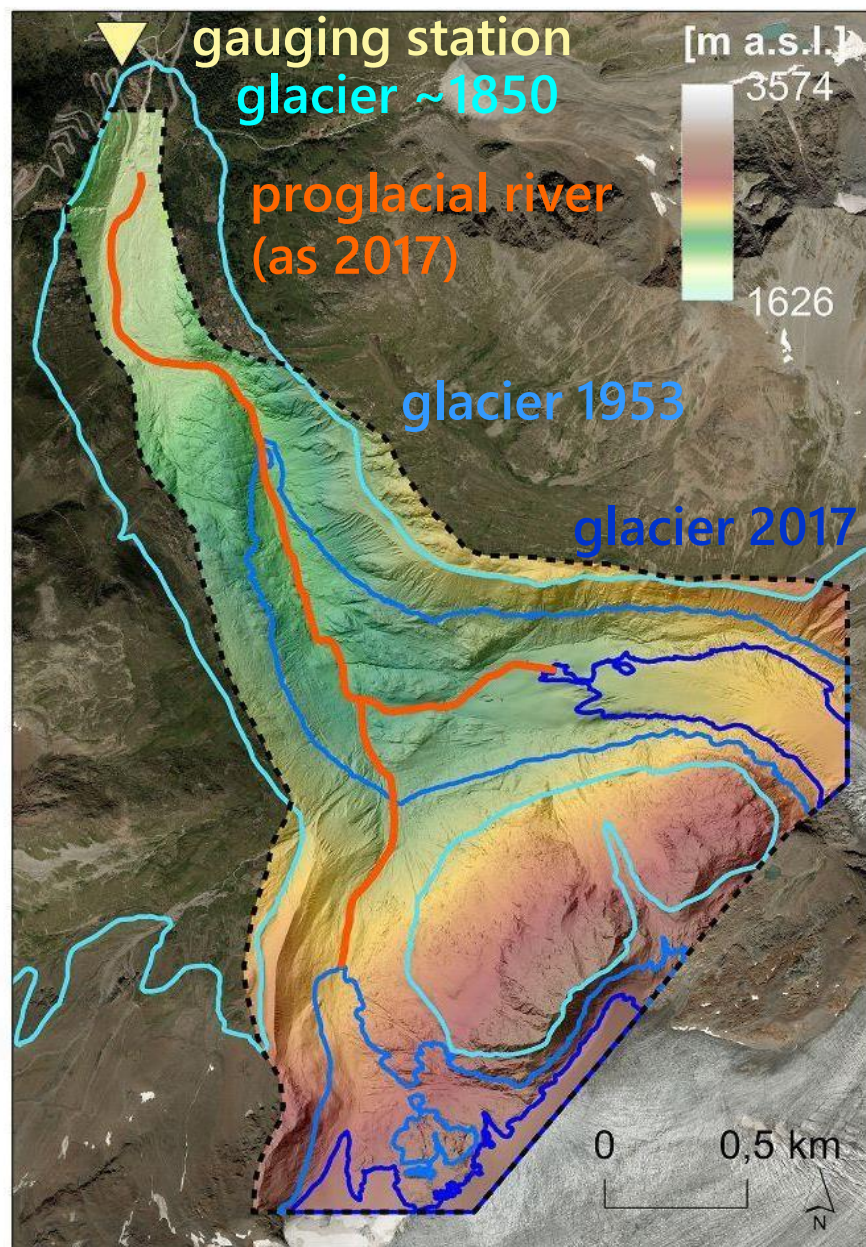 gauging station
glacier ~1850
[m a.s.l.]
3574
1626
proglacial river
(as 2017)
glacier 1953
glacier 2017
0 0,5 km
N